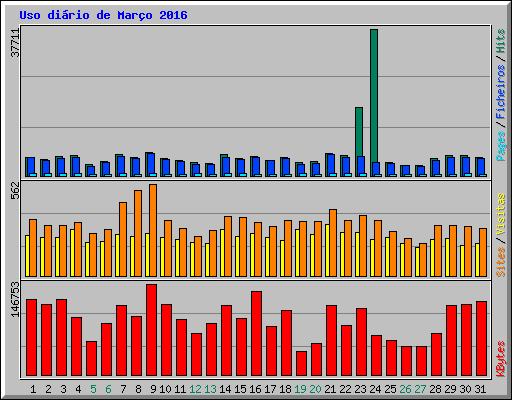 Uso diário de Março 2016
37711
Pages / Ficheiros / Hits
562
Sites / Visitas
146753
KBytes
1 2 3 4 5 6 7 8 9 10 11 12 13 14 15 16 17 18 19 20 21 22 23 24 25 26 27 28 29 30 31